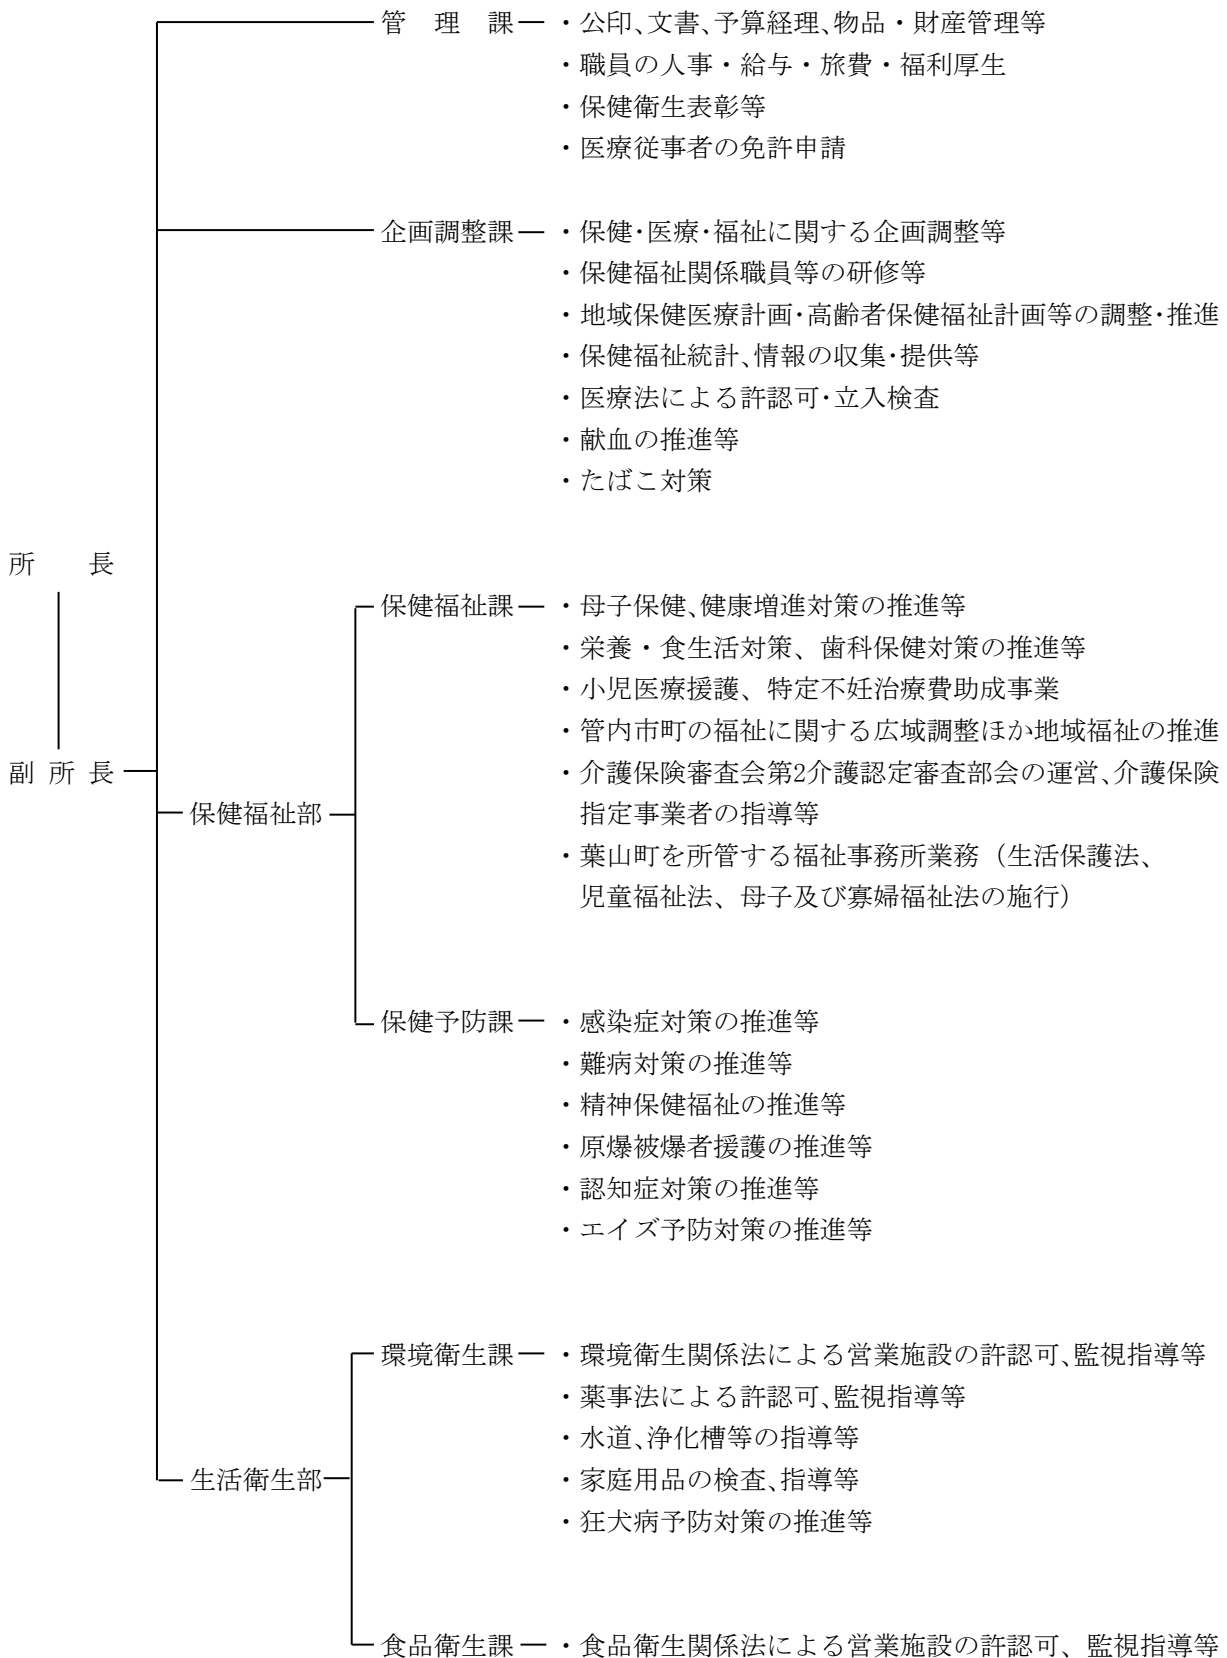 管理課
・公印、文書、予算経理、物品・財産管理等
・職員の人事・給与・旅費・福利厚生
・保健衛生表彰等
・医療従事者の免許申請
企画調整課
・保健・医療・福祉に関する企画調整等
・保健福祉関係職員等の研修等
・地域保健医療計画・高齢者保健福祉計画等の調整・推進
・保健福祉統計、情報の収集・提供等
・医療法による許認可・立入検査
・献血の推進等
・たばこ対策
所長
副所長
保健福祉部
保健福祉課
・母子保健、健康増進対策の推進等
・栄養・食生活対策、歯科保健対策の推進等
・小児医療援護、特定不妊治療費助成事業
・管内市町の福祉に関する広域調整ほか地域福祉の推進
・介護保険審査会第2介護認定審査部会の運営、介護保険
指定事業者の指導等
・葉山町を所管する福祉事務所業務（生活保護法、
児童福祉法、母子及び寡婦福祉法の施行）
保健予防課
・感染症対策の推進等
・難病対策の推進等
・精神保健福祉の推進等
・原爆被爆者援護の推進等
・認知症対策の推進等
・エイズ予防対策の推進等
生活衛生部
環境衛生課
・環境衛生関係法による営業施設の許認可、監視指導等
・薬事法による許認可、監視指導等
・水道、浄化槽等の指導等
・家庭用品の検査、指導等
・狂犬病予防対策の推進等
食品衛生課
・食品衛生関係法による営業施設の許認可、監視指導等